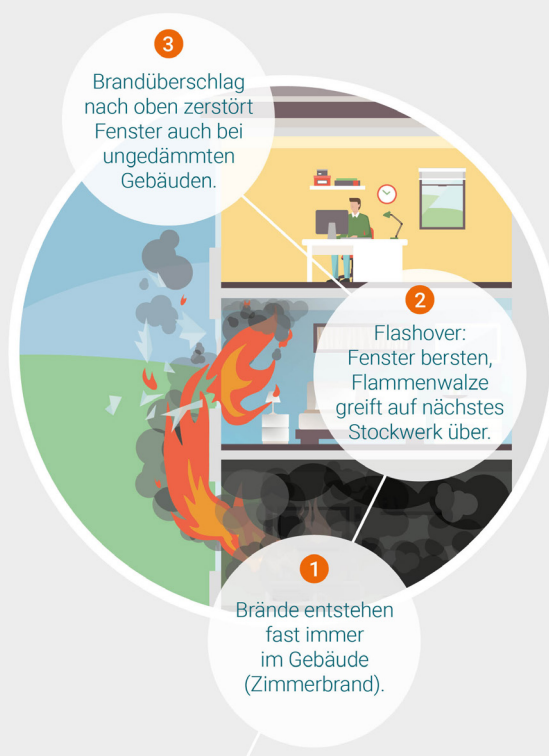 3
Brandüberschlag
nach oben zerstört
Fenster auch bei
ungedämmten
Gebäuden.
2
Flashover:
Fenster bersten,
Flammenwalze
greift auf nächstes
Stockwerk über.
1
Brände entstehen
fast immer
im Gebäude
(Zimmerbrand).